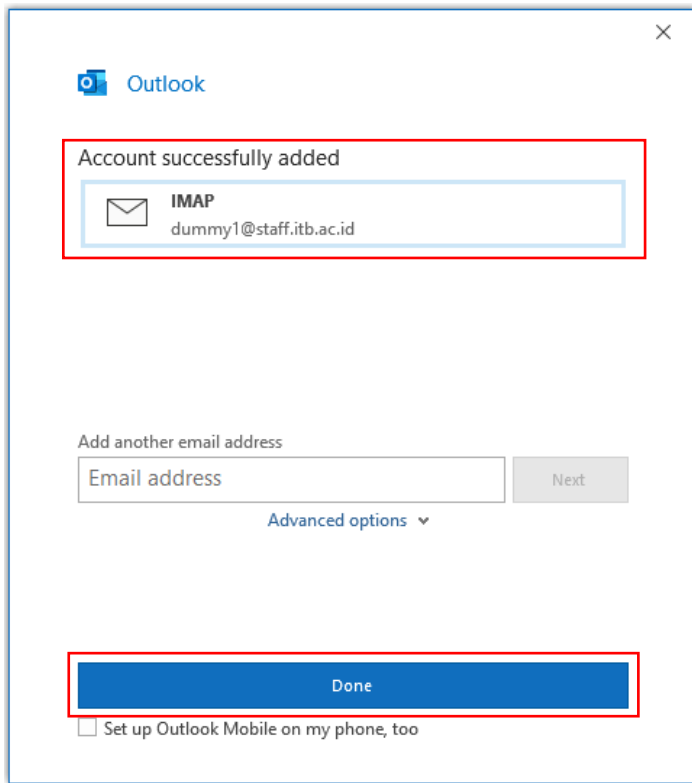 Outlook
Account successfully added
IMAP
dummy1@staff.itb.ac.id
Add another email address
Email address
Next
Advanced options
Done
Set up Outlook Mobile on my phone, too